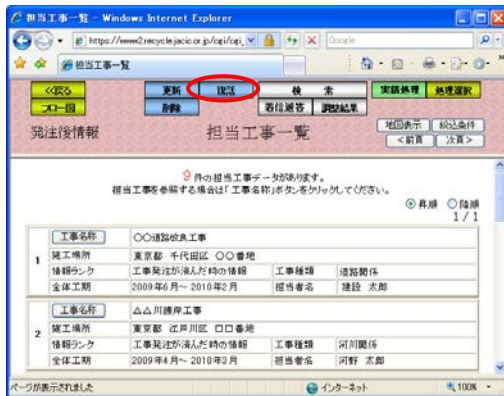 担当工事一覧 - Windows Internet Explorer
https://www2.recycle.jacic.or.jp/cgi/cgi_
Google
担当工事一覧
<<戻る 更新 復活 検 索 実績処理 処理選択
フロー図 削除 着信返答 調整結果
発注後情報 担当工事一覧 地図表示 絞込条件
<前頁 次頁>
9 件の担当工事データがあります。
担当工事を参照する場合は「工事名称」ボタンをクリックしてください。
昇順 降順
1 / 1
工事名称 〇〇道路改良工事
1 施工場所 東京都 千代田区 〇〇番地
情報ランク 工事発注が済んだ時の情報 工事種類 道路関係
全体工期 2009年6月～ 2010年2月 担当者名 建設 太郎
工事名称 △△川護岸工事
2 施工場所 東京都 江戸川区 口口番地
情報ランク 工事発注が済んだ時の情報 工事種類 河川関係
全体工期 2009年4月～ 2010年3月 担当者名 河野 太郎
ページが表示されました インターネット 100%